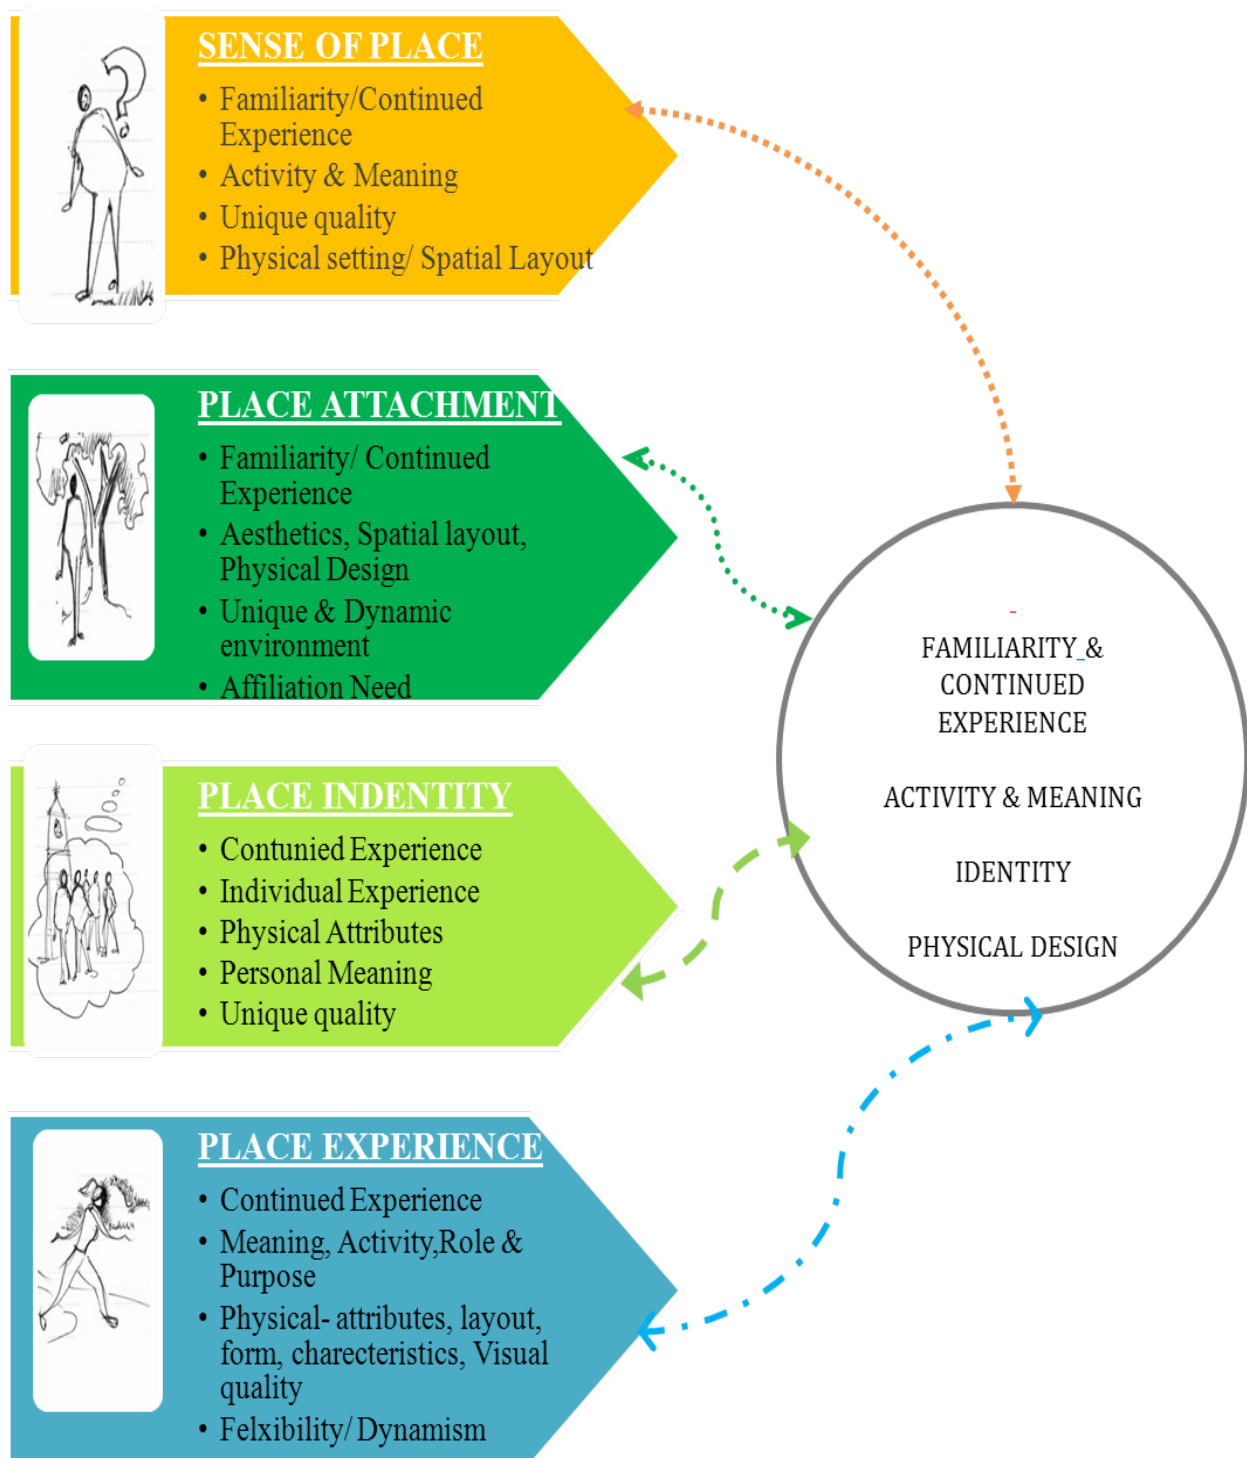 SENSE OF PLACE
• Familiarity/Continued
Experience
• Activity & Meaning
• Unique quality
• Physical setting/ Spatial Layout
PLACE ATTACHMENT
• Familiarity/ Continued
Experience
• Aesthetics, Spatial layout,
Physical Design
• Unique & Dynamic
environment
• Affiliation Need
PLACE INDENTITY
• Contunied Experience
• Individual Experience
• Physical Attributes
• Personal Meaning
• Unique quality
PLACE EXPERIENCE
• Continued Experience
• Meaning, Activity,Role &
Purpose
• Physical- attributes, layout,
form, charecteristics, Visual
quality
• Felxibility/ Dynamism
FAMILIARITY &
CONTINUED
EXPERIENCE
ACTIVITY & MEANING
IDENTITY
PHYSICAL DESIGN